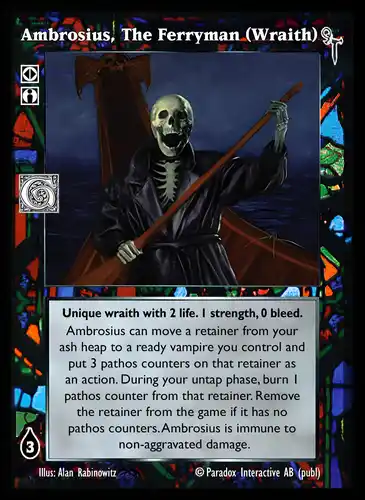 Ambrosius, The Ferryman (Wraith)
Unique wraith with 2 life. 1 strength, 0 bleed.
Ambrosius can move a retainer from your
ash heap to a ready vampire you control and
put 3 pathos counters on that retainer as
an action. During your untap phase, burn 1
pathos counter from that retainer. Remove
the retainer from the game if it has no
pathos counters. Ambrosius is immune to
non-aggravated damage.
3
Illus: Alan Rabinowitz
© Paradox Interactive AB (publ)